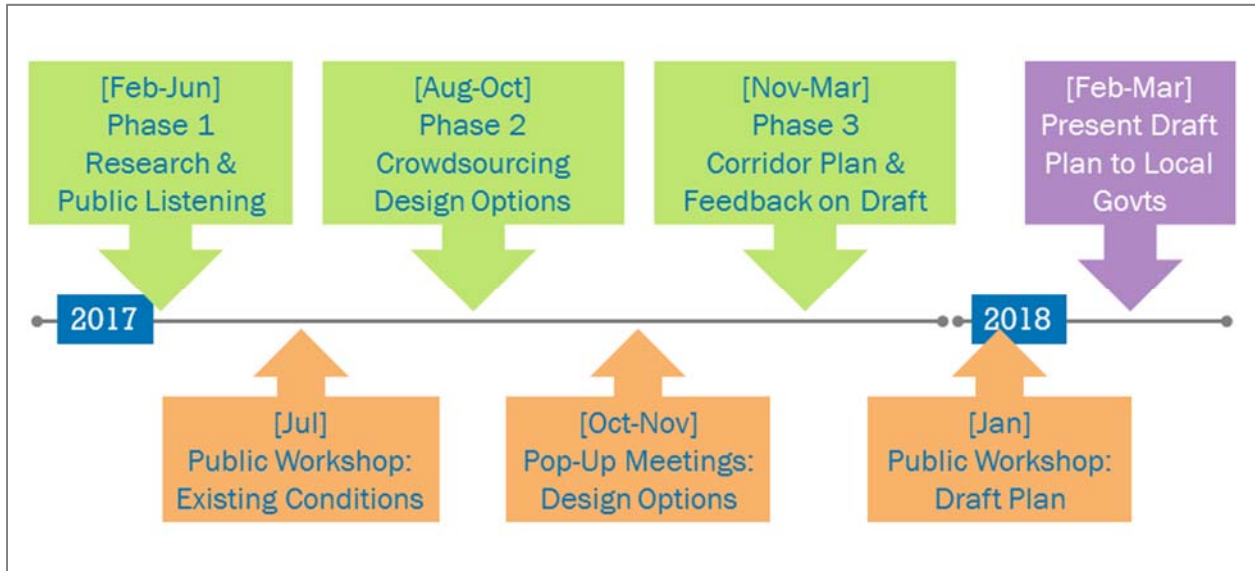 [Feb-Jun]
Phase 1
Research &
Public Listening
[Aug-Oct]
Phase 2
Crowdsourcing
Design Options
[Nov-Mar]
Phase 3
Corridor Plan &
Feedback on Draft
[Feb-Mar]
Present Draft
Plan to Local
Govts
2017
2018
[Jul]
Public Workshop:
Existing Conditions
[Oct-Nov]
Pop-Up Meetings:
Design Options
[Jan]
Public Workshop:
Draft Plan